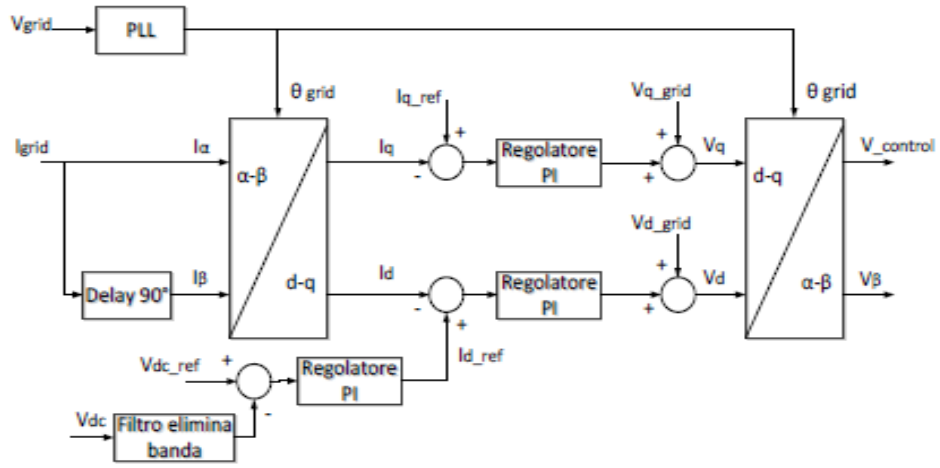 Vgrid
PLL
θ grid
θ grid
Iq_ref
+
Vq_grid
+
Igrid
Iα
α-β
Iq
-
Regolatore
PI
+
Vq
d-q
V_control
Delay 90°
Iβ
d-q
Id
-
+
Regolatore
PI
Vd_grid
+
+
Vd
α-β
Vβ
Id_ref
Vdc_ref
+
-
Regolatore
PI
Vdc
Filtro elimina
banda